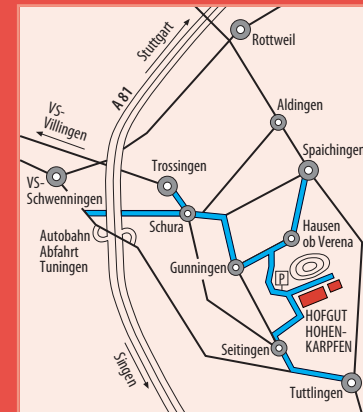 Stuttgart
Rottweil
A 81
VS-
Villingen
Aldingen
Spaichingen
Trossingen
VS-
Schwenningen
Schura
Hausen
ob Verena
Autobahn
Abfahrt
Tuningen
Gunningen
P
HOFGUT
HOHEN-
KARPFEN
Seitingen
Singen
Tuttlingen